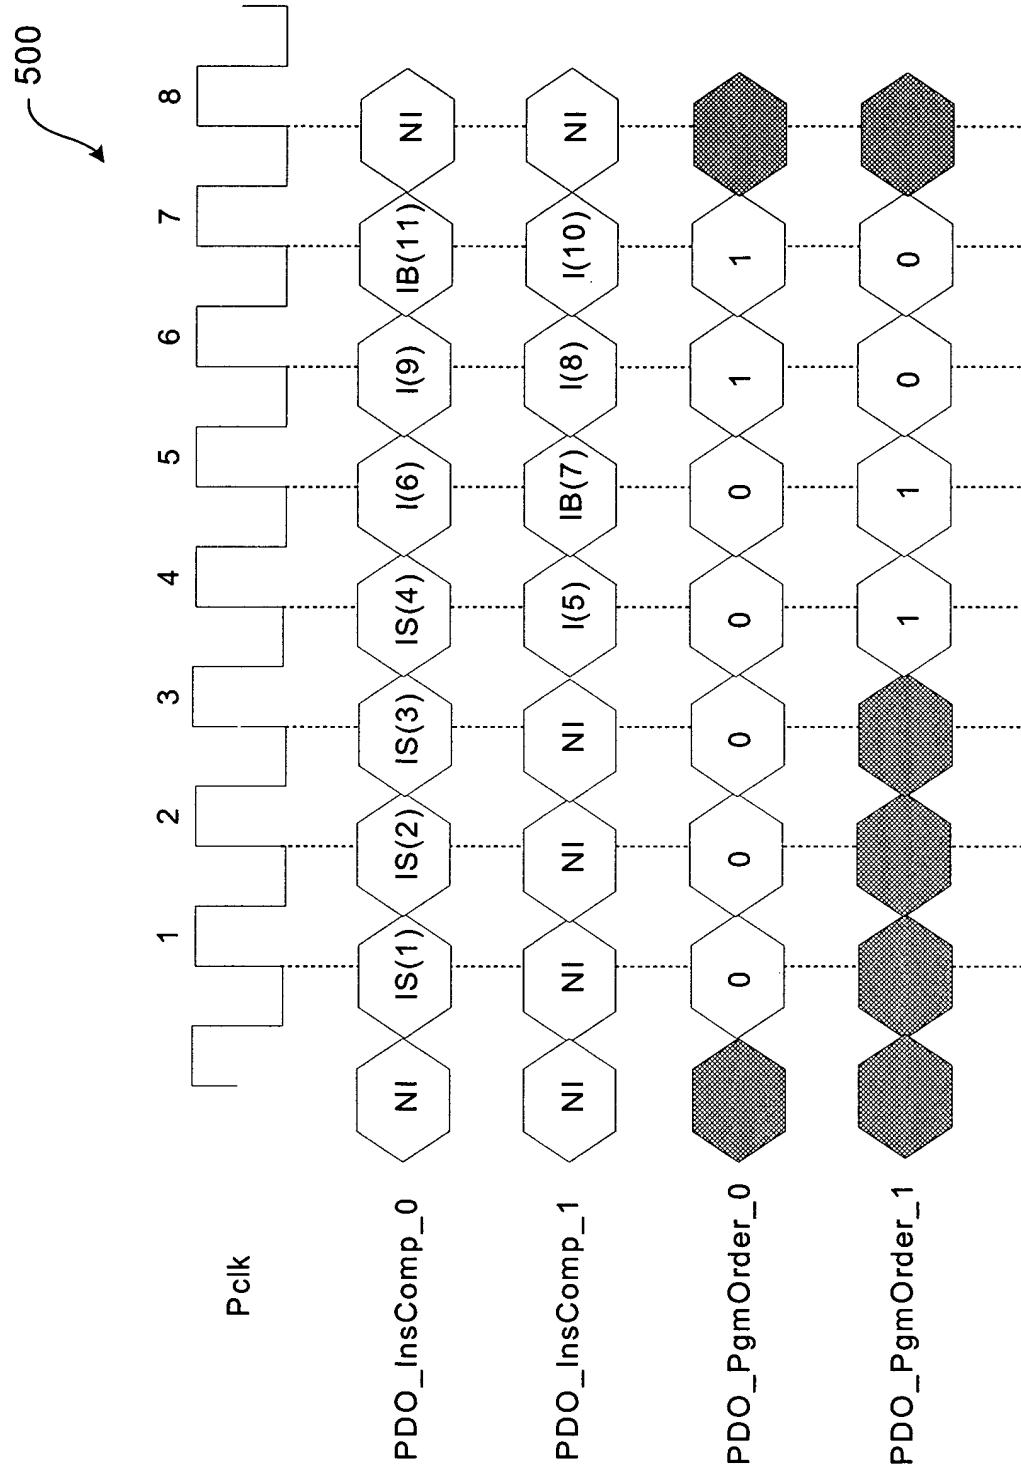 500
1 2 3 4 5 6 7 8
Pclk
PDO_InsComp_0 NI IS(1) IS(2) IS(3) IS(4) I(6) I(9) IB(11) NI
PDO_InsComp_1 NI NI NI NI I(5) IB(7) I(8) I(10) NI
PDO_PgmOrder_0 0 0 0 0 0 1 1
PDO_PgmOrder_1 1 1 0 0